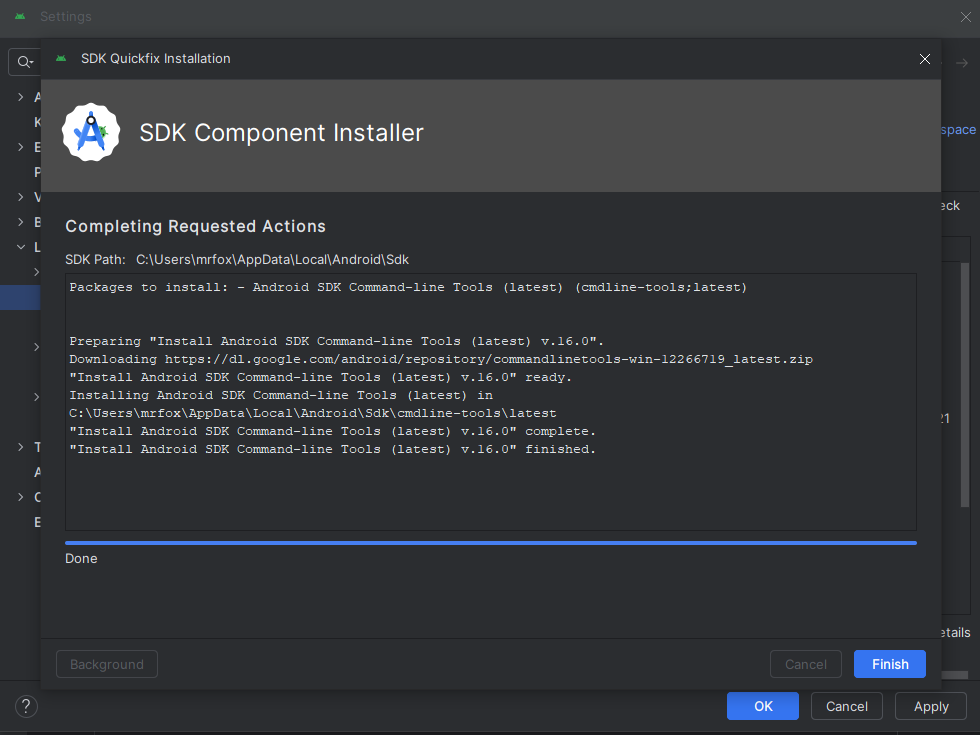 Settings
SDK Quickfix Installation
SDK Component Installer
Completing Requested Actions
SDK Path: C:\Users\mrfox\AppData\Local\Android\Sdk
Packages to install: - Android SDK Command-line Tools (latest) (cmdline-tools;latest)
Preparing "Install Android SDK Command-line Tools (latest) v.16.0".
Downloading https://dl.google.com/android/repository/commandlinetools-win-12266719_latest.zip
"Install Android SDK Command-line Tools (latest) v.16.0" ready.
Installing Android SDK Command-line Tools (latest) in
C:\Users\mrfox\AppData\Local\Android\Sdk\cmdline-tools\latest
"Install Android SDK Command-line Tools (latest) v.16.0" complete.
"Install Android SDK Command-line Tools (latest) v.16.0" finished.
Done
Background Cancel Finish
? OK Cancel Apply